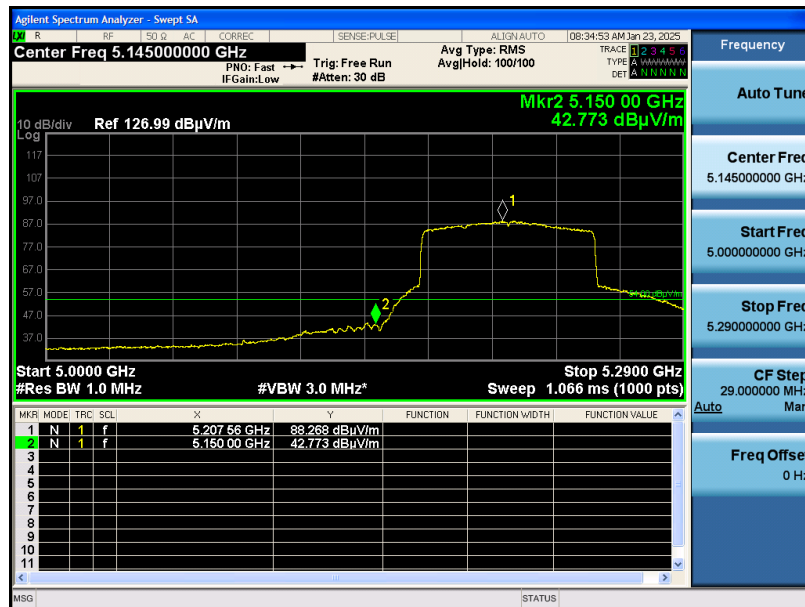 Agilent Spectrum Analyzer - Swept SA
LXI R RF 50 Ω AC CORREC SENSE:PULSE ALIGN AUTO 08:34:53 AM Jan 23, 2025
Center Freq 5.145000000 GHz
PNO: Fast
IFGain:Low
Trig: Free Run
#Atten: 30 dB
Avg Type: RMS
Avg|Hold: 100/100
TRACE 1 2 3 4 5 6
TYPE A WWWWW
DET A N N N N N
Mkr2 5.150 00 GHz
42.773 dBµV/m
10 dB/div Ref 126.99 dBµV/m
Log
117
107
97.0
87.0
77.0
67.0
57.0
47.0
37.0
1
2
Start 5.0000 GHz Stop 5.2900 GHz
#Res BW 1.0 MHz #VBW 3.0 MHz* Sweep 1.066 ms (1000 pts)
MKR MODE TRC SCL X Y FUNCTION FUNCTION WIDTH FUNCTION VALUE
1 N 1 f 5.207 56 GHz 88.268 dBµV/m
2 N 1 f 5.150 00 GHz 42.773 dBµV/m
3
4
5
6
7
8
9
10
11
MSG STATUS
Frequency
Auto Tune
Center Freq
5.145000000 GHz
Start Freq
5.000000000 GHz
Stop Freq
5.290000000 GHz
CF Step
29.000000 MHz
Auto Man
Freq Offset
0 Hz